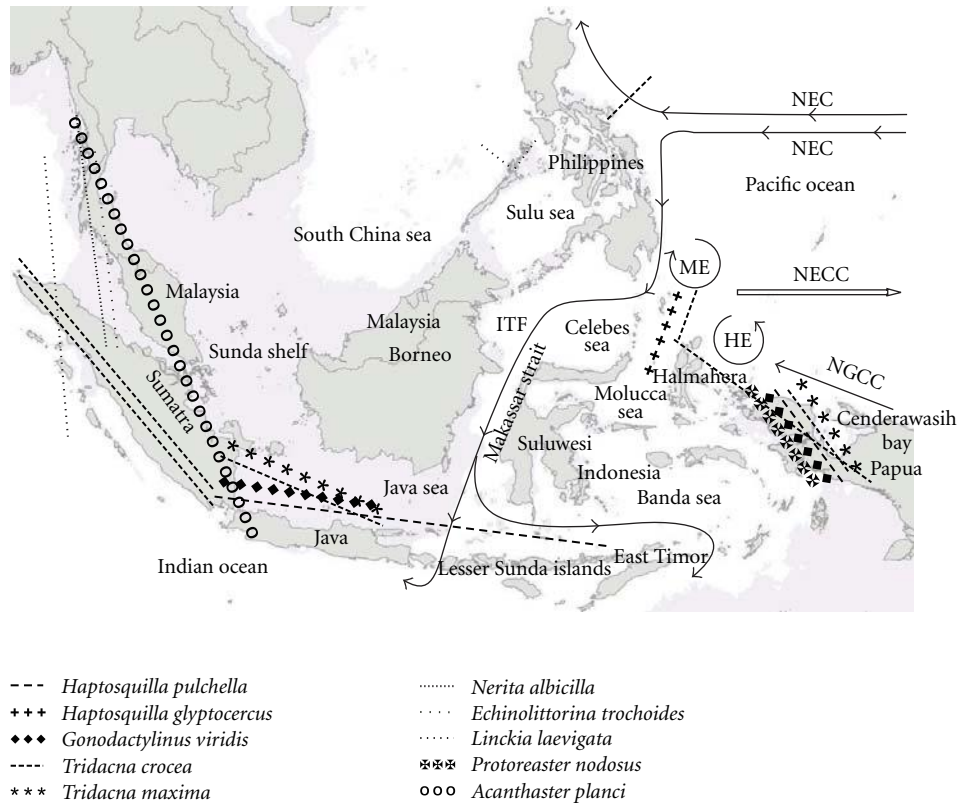 NEC
NEC
Philippines
Pacific ocean
Sulu sea
South China sea
ME
NECC
Malaysia
Malaysia
ITF
Celebes
sea
HE
Sunda shelf
Borneo
Makassar strait
Halmahera
NGCC
Sumatra
Molucca
sea
Cenderawasih
bay
Suluwesi
Papua
Indonesia
Java sea
Banda sea
Java
East Timor
Indian ocean
Lesser Sunda islands
Haptosquilla pulchella
Haptosquilla glyptocercus
Gonodactylinus viridis
Tridacna crocea
Tridacna maxima
Nerita albicilla
Echinolittorina trochoides
Linckia laevigata
Protoreaster nodosus
Acanthaster planci